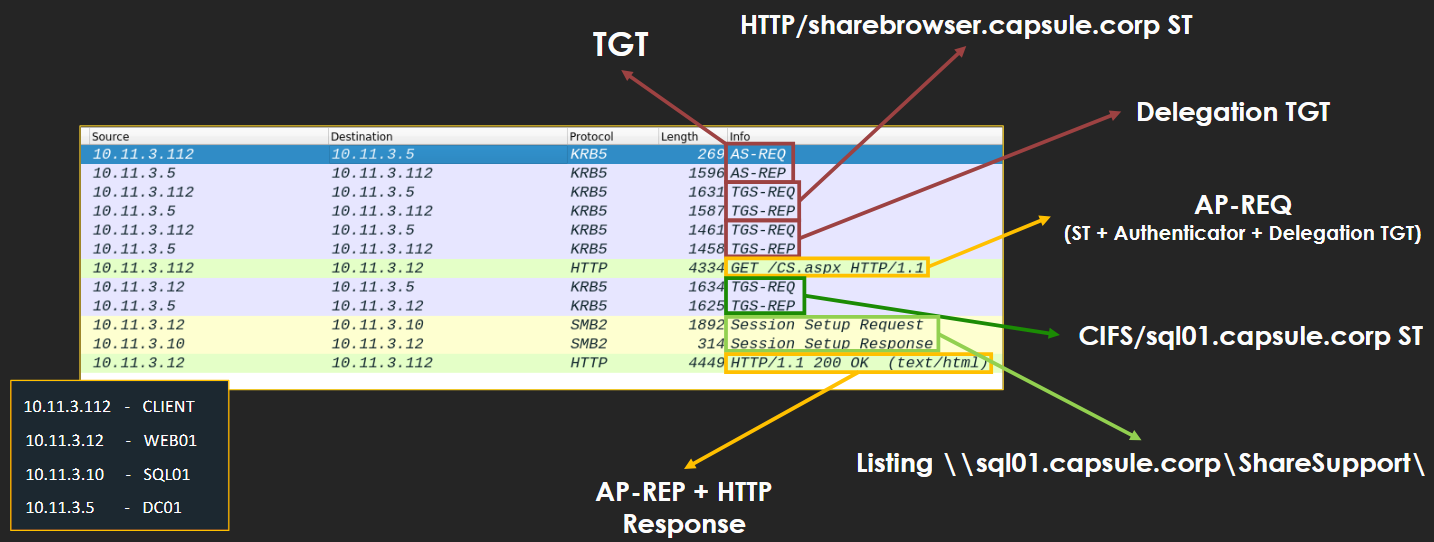 HTTP/sharebrowser.capsule.corp ST
TGT
Delegation TGT
Source Destination Protocol Length Info
10.11.3.112 10.11.3.5 KRB5 269 AS-REQ
10.11.3.5 10.11.3.112 KRB5 1596 AS-REP
10.11.3.112 10.11.3.5 KRB5 1631 TGS-REQ
10.11.3.5 10.11.3.112 KRB5 1587 TGS-REP
10.11.3.112 10.11.3.5 KRB5 1461 TGS-REQ
10.11.3.5 10.11.3.112 KRB5 1458 TGS-REP
10.11.3.112 10.11.3.12 HTTP 4334 GET /CS.aspx HTTP/1.1
10.11.3.12 10.11.3.5 KRB5 1634 TGS-REQ
10.11.3.5 10.11.3.12 KRB5 1625 TGS-REP
10.11.3.12 10.11.3.10 SMB2 1892 Session Setup Request
10.11.3.10 10.11.3.12 SMB2 314 Session Setup Response
10.11.3.12 10.11.3.112 HTTP 4449 HTTP/1.1 200 OK (text/html)
AP-REQ
(ST + Authenticator + Delegation TGT)
CIFS/sql01.capsule.corp ST
Listing \\sql01.capsule.corp\ShareSupport\
AP-REP + HTTP
Response
10.11.3.112 - CLIENT
10.11.3.12 - WEB01
10.11.3.10 - SQL01
10.11.3.5 - DC01